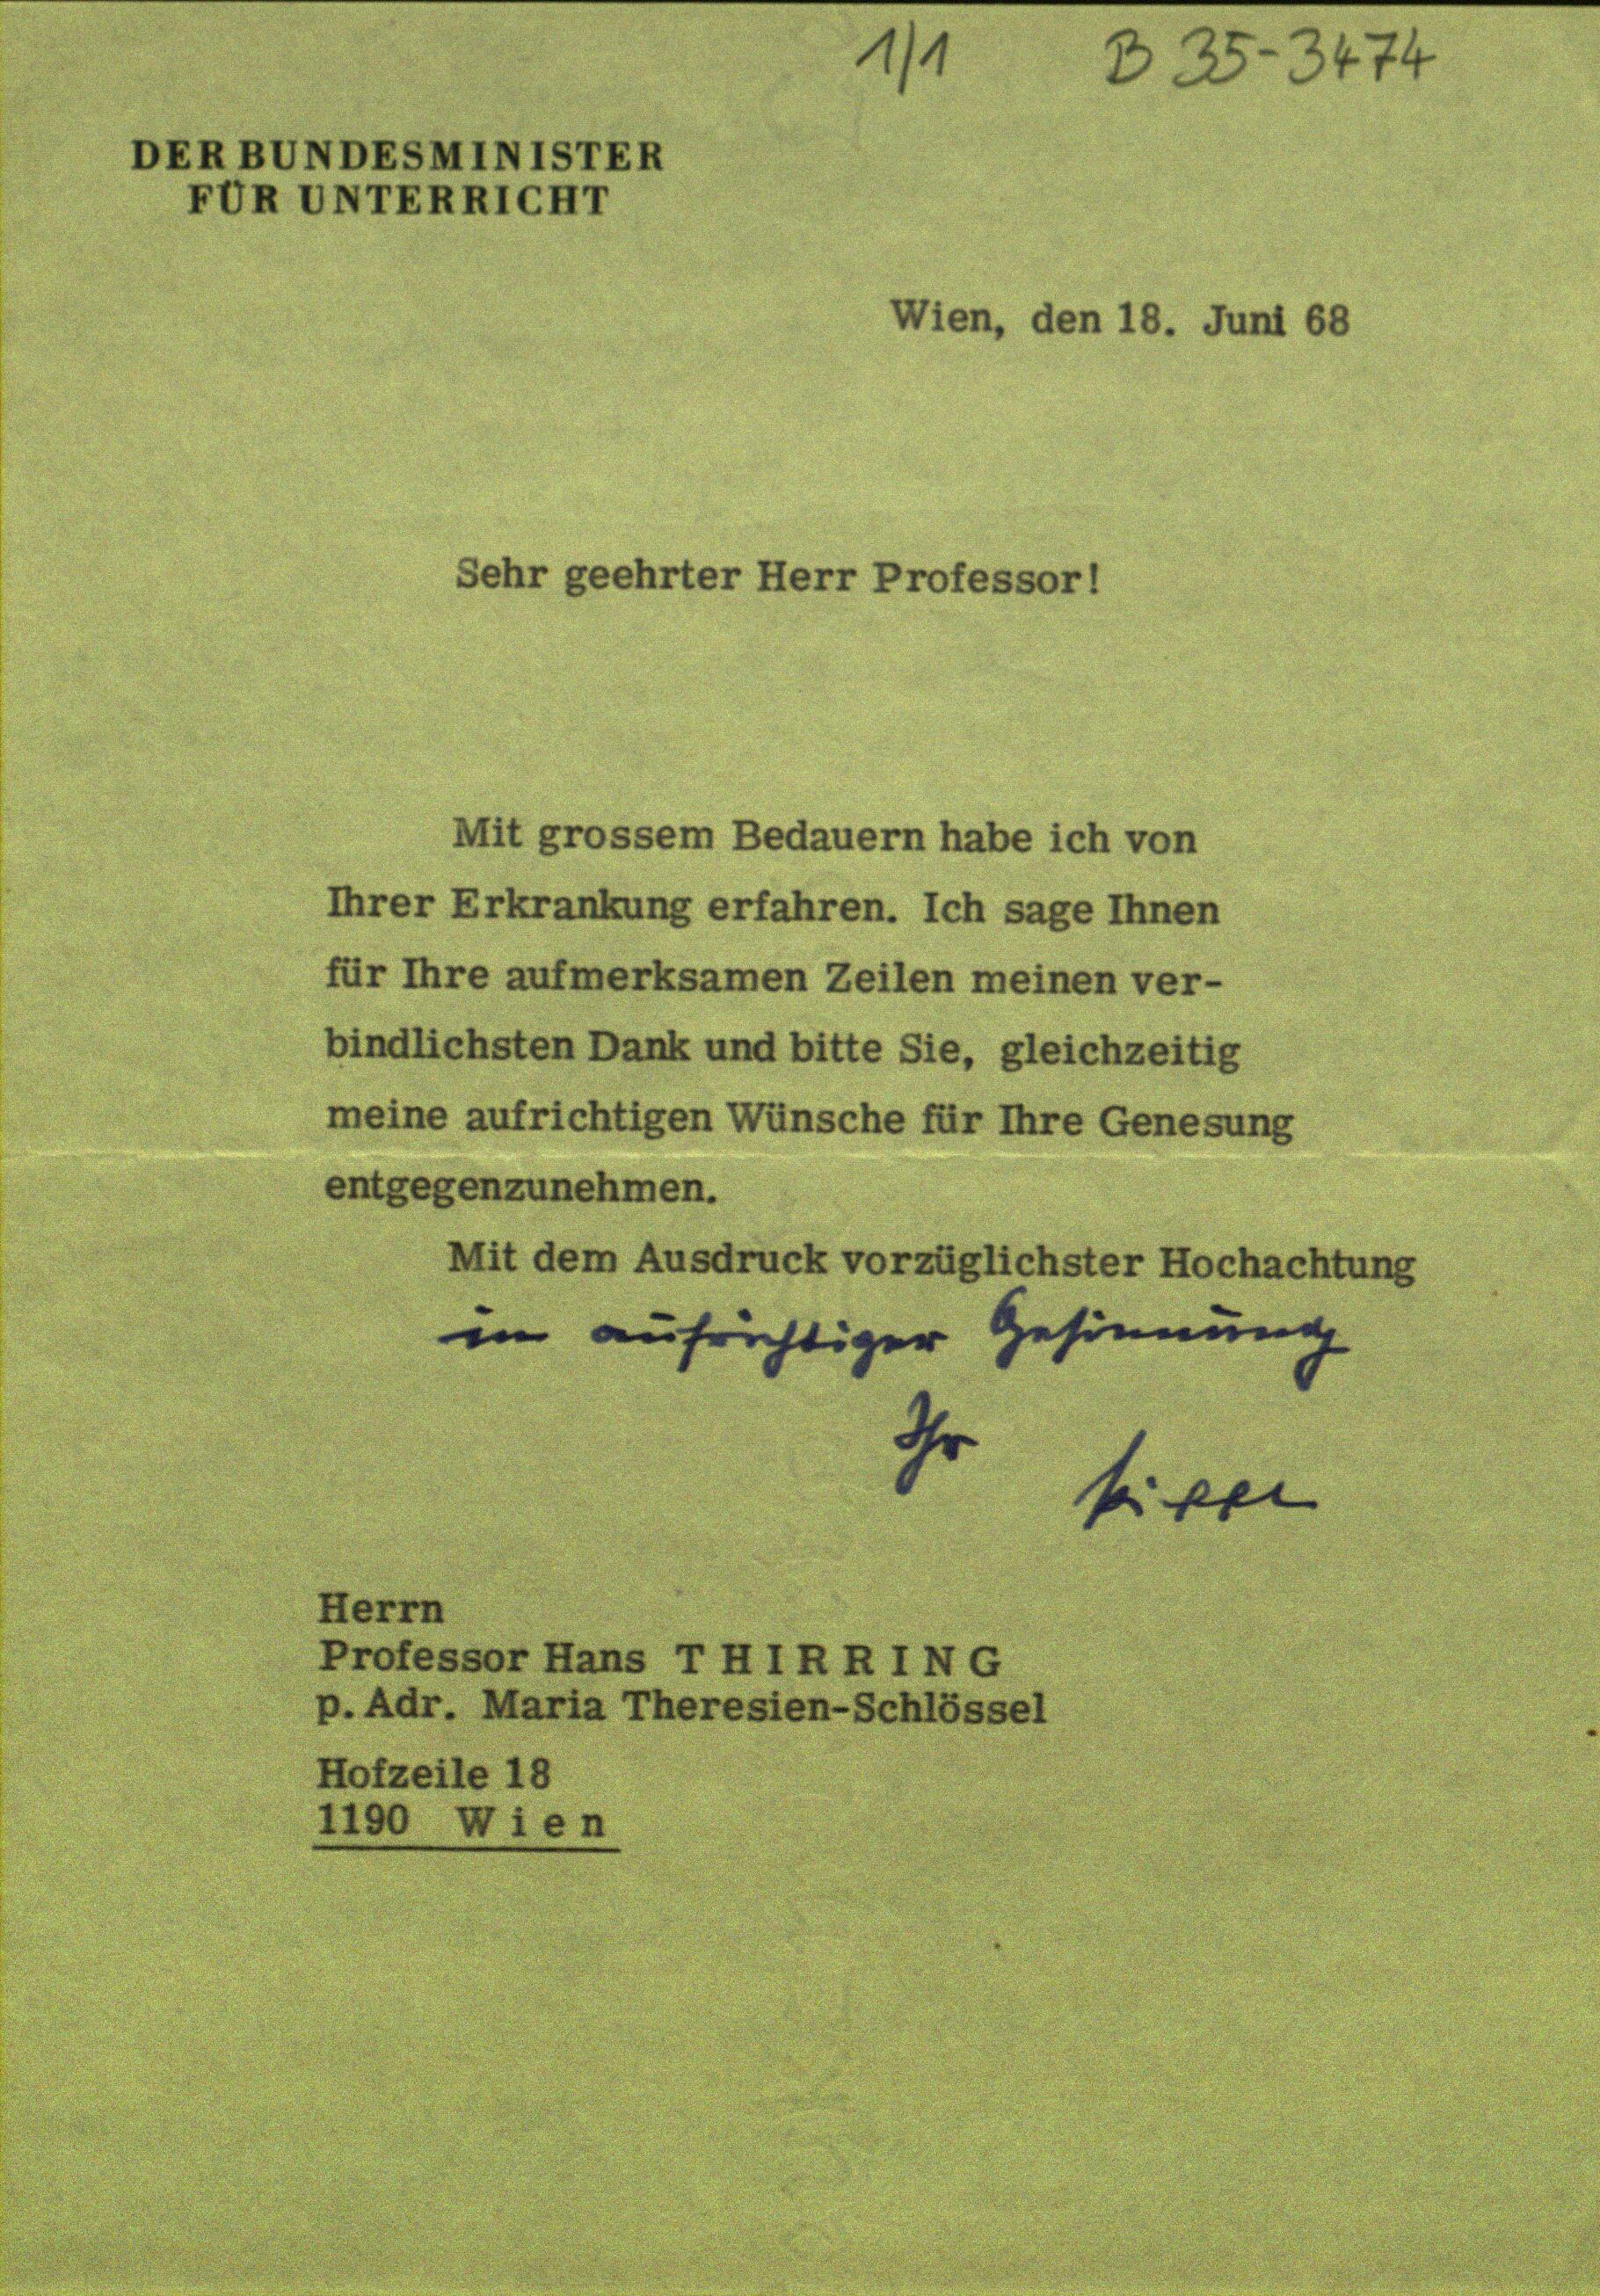 1/1 B 35-3474
DER BUNDESMINISTER
FÜR UNTERRICHT
Wien, den 18. Juni 68
Sehr geehrter Herr Professor!
Mit grossem Bedauern habe ich von
Ihrer Erkrankung erfahren. Ich sage Ihnen
für Ihre aufmerksamen Zeilen meinen ver-
bindlichsten Dank und bitte Sie, gleichzeitig
meine aufrichtigen Wünsche für Ihre Genesung
entgegenzunehmen.
Mit dem Ausdruck vorzüglichster Hochachtung
in aufrichtiger Gesinnung
Ihr
Herrn
Professor Hans T H I R R I N G
p. Adr. Maria Theresien-Schlössel
Hofzeile 18
1190 W i e n